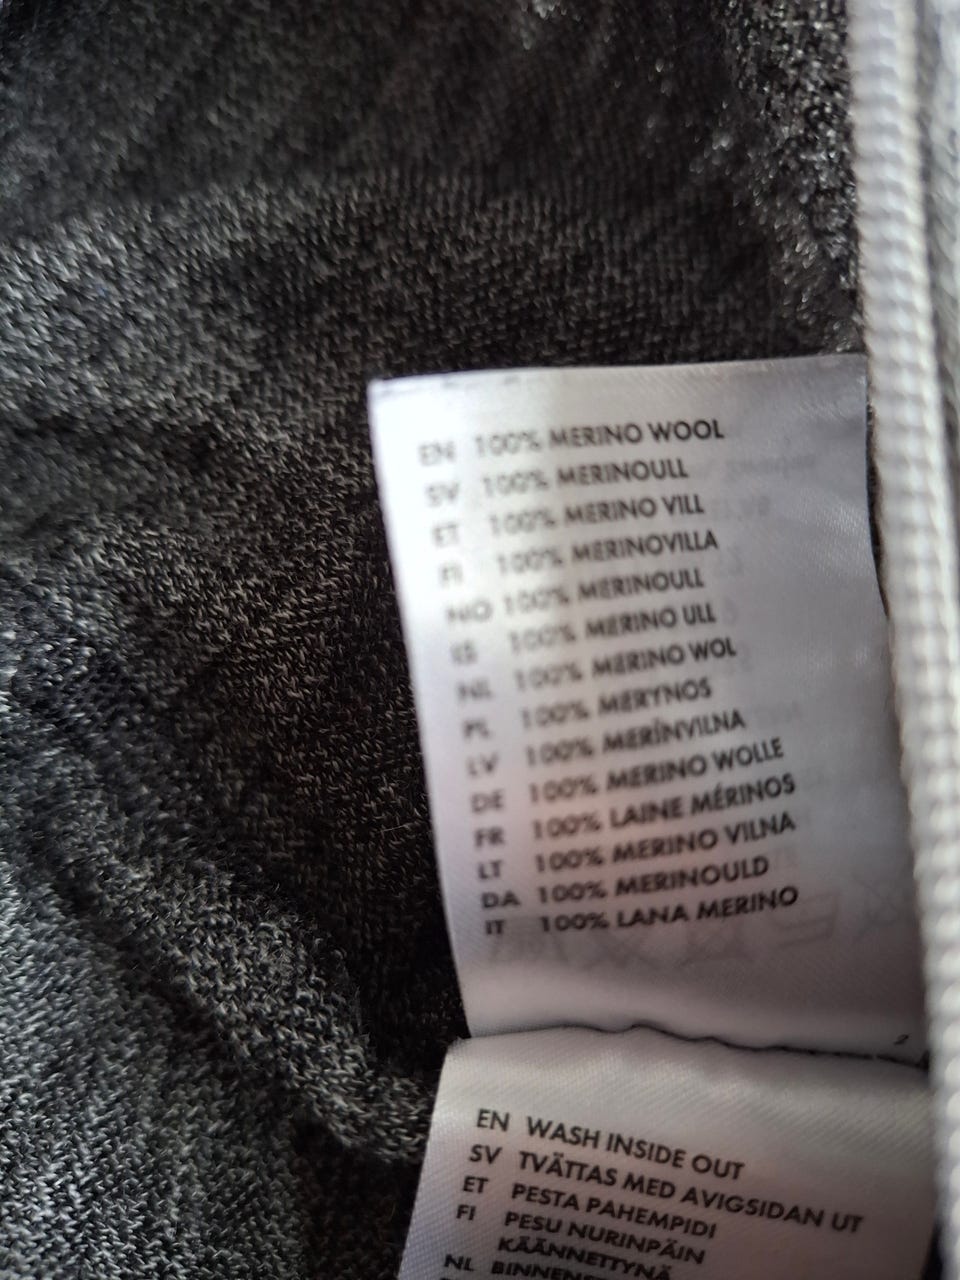 EN 100% MERINO WOOL
SV 100% MERINOULL
ET 100% MERINO VILL
FI 100% MERINOVILLA
NO 100% MERINOULL
IS 100% MERINO ULL
NL 100% MERINO WOL
PL 100% MERYNOS
LV 100% MERĪNVILNA
DE 100% MERINO WOLLE
FR 100% LAINE MÉRINOS
LT 100% MERINO VILNA
DA 100% MERINOULD
IT 100% LANA MERINO
2
EN WASH INSIDE OUT
SV TVÄTTAS MED AVIGSIDAN UT
ET PESTA PAHEMPIDI
FI PESU NURINPÄIN
KÄÄNNETTYNÄ
NL